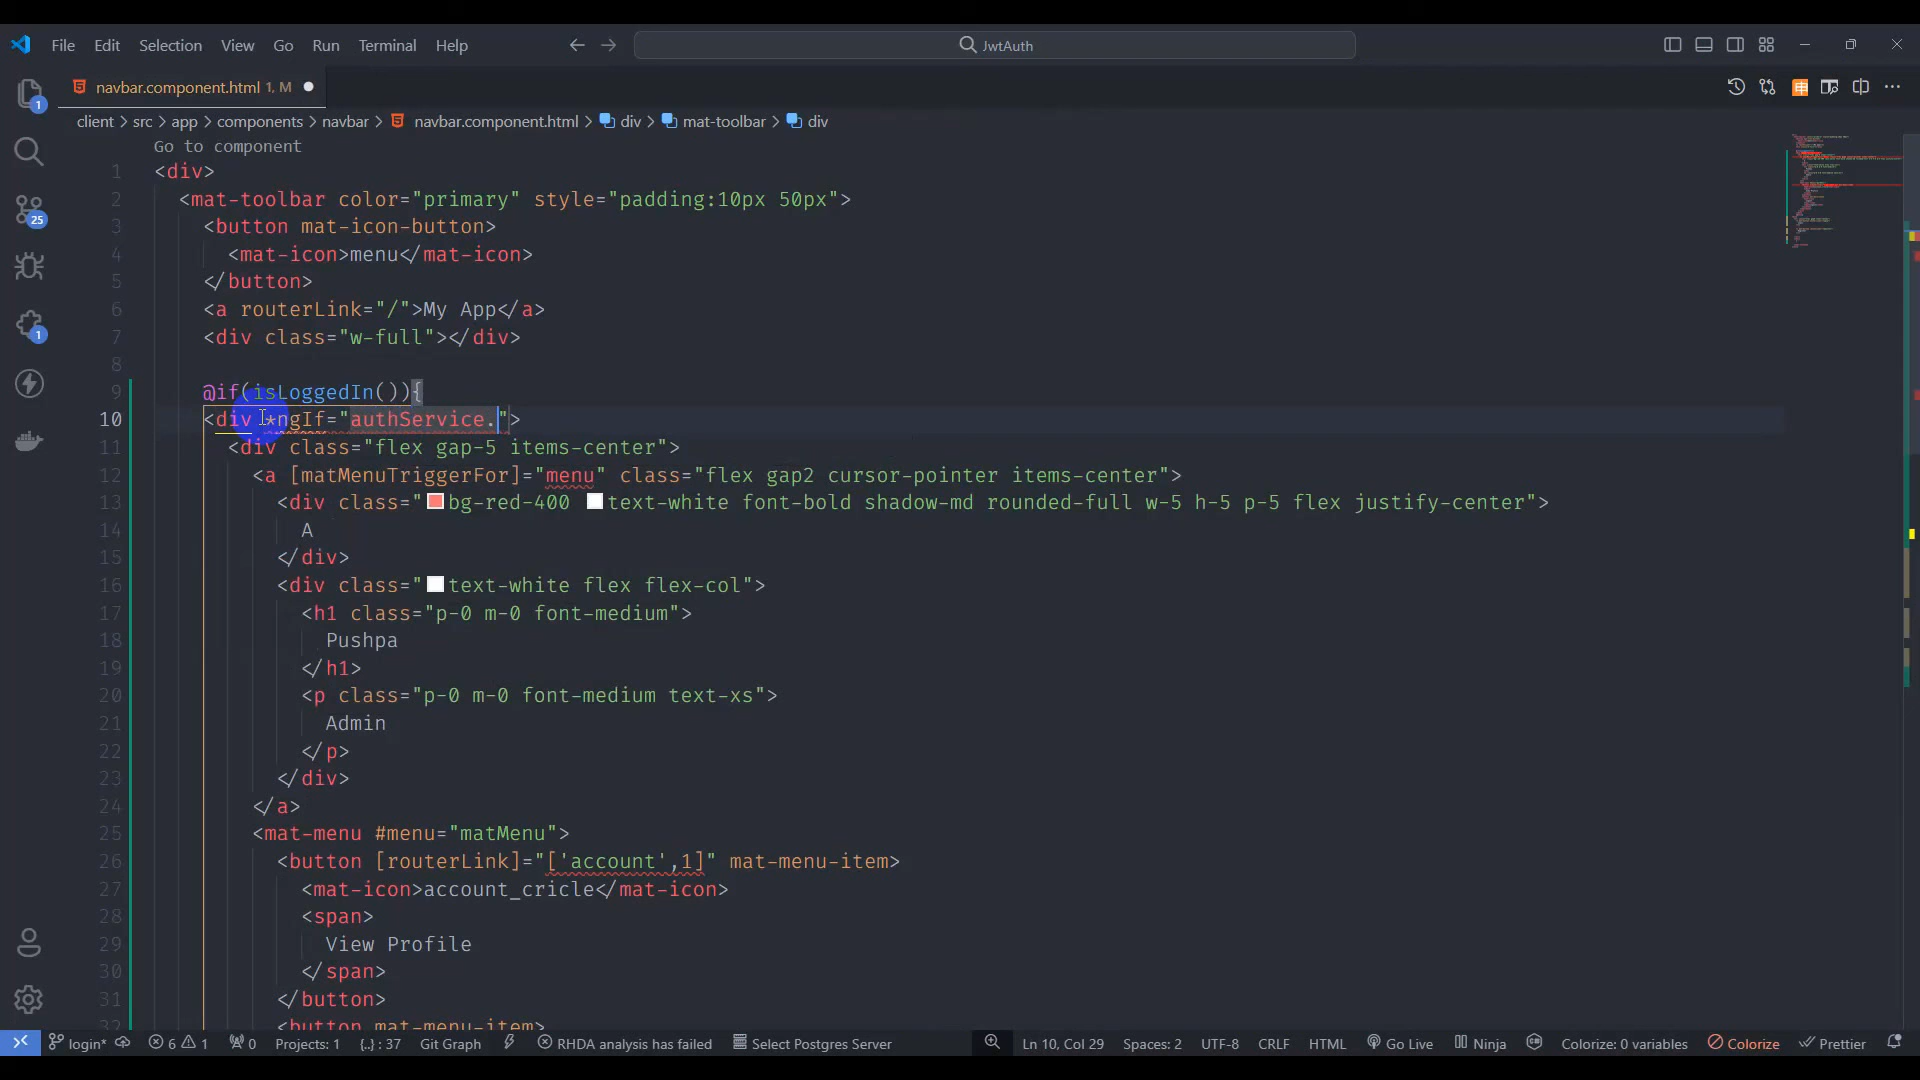 File Edit Selection View Go Run Terminal Help
JwtAuth
navbar.component.html 1, M
client > src > app > components > navbar > navbar.component.html > div > mat-toolbar > div
Go to component
1 <div>
2 <mat-toolbar color="primary" style="padding:10px 50px">
3 <button mat-icon-button>
4 <mat-icon>menu</mat-icon>
5 </button>
6 <a routerLink="/">My App</a>
7 <div class="w-full"></div>
8
9 @if(isLoggedIn()){
10 <div *ngIf="authService.">
11 <div class="flex gap-5 items-center">
12 <a [matMenuTriggerFor]="menu" class="flex gap2 cursor-pointer items-center">
13 <div class="bg-red-400 text-white font-bold shadow-md rounded-full w-5 h-5 p-5 flex justify-center">
14 A
15 </div>
16 <div class="text-white flex flex-col">
17 <h1 class="p-0 m-0 font-medium">
18 Pushpa
19 </h1>
20 <p class="p-0 m-0 font-medium text-xs">
21 Admin
22 </p>
23 </div>
24 </a>
25 <mat-menu #menu="matMenu">
26 <button [routerLink]="['account',1]" mat-menu-item>
27 <mat-icon>account_cricle</mat-icon>
28 <span>
29 View Profile
30 </span>
31 </button>
32 <button mat-menu-item>
1
25
1
login* 6 1 0 Projects: 1 {..} : 37 Git Graph RHDA analysis has failed Select Postgres Server Ln 10, Col 29 Spaces: 2 UTF-8 CRLF HTML Go Live Ninja Colorize: 0 variables Colorize Prettier